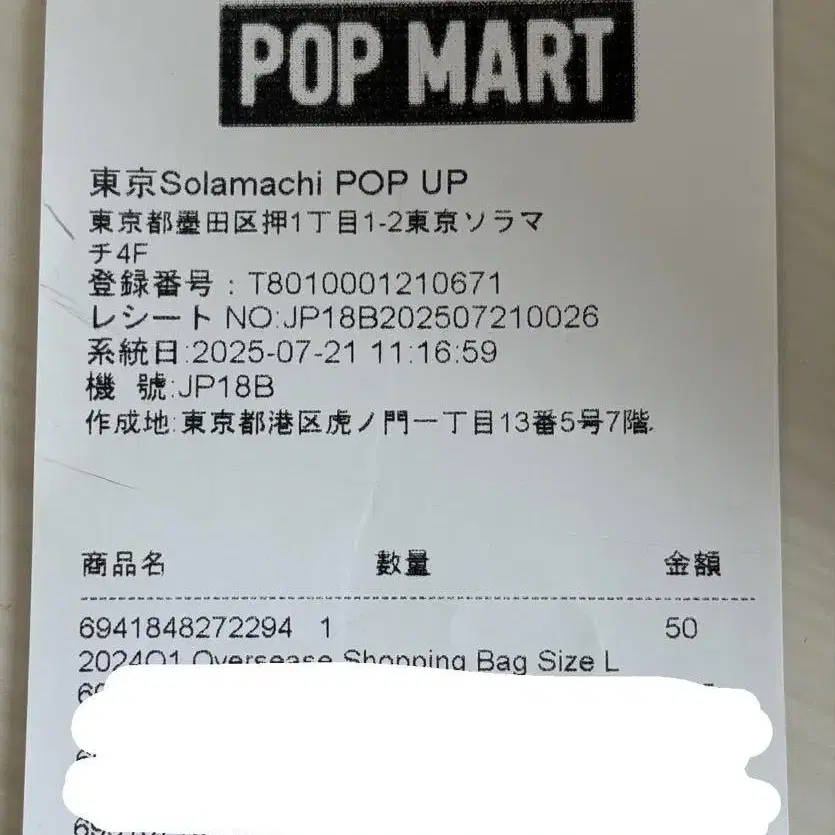 POP MART
東京Solamachi POP UP
東京都墨田区押1丁目1-2東京ソラマ
チ4F
登録番号：T8010001210671
レシート NO:JP18B202507210026
系統日:2025-07-21 11:16:59
機 號:JP18B
作成地:東京都港区虎ノ門一丁目13番5号7階.
商品名 數量 金額
6941848272294 1 50
2024Q1 Oversease Shopping Bag Size L